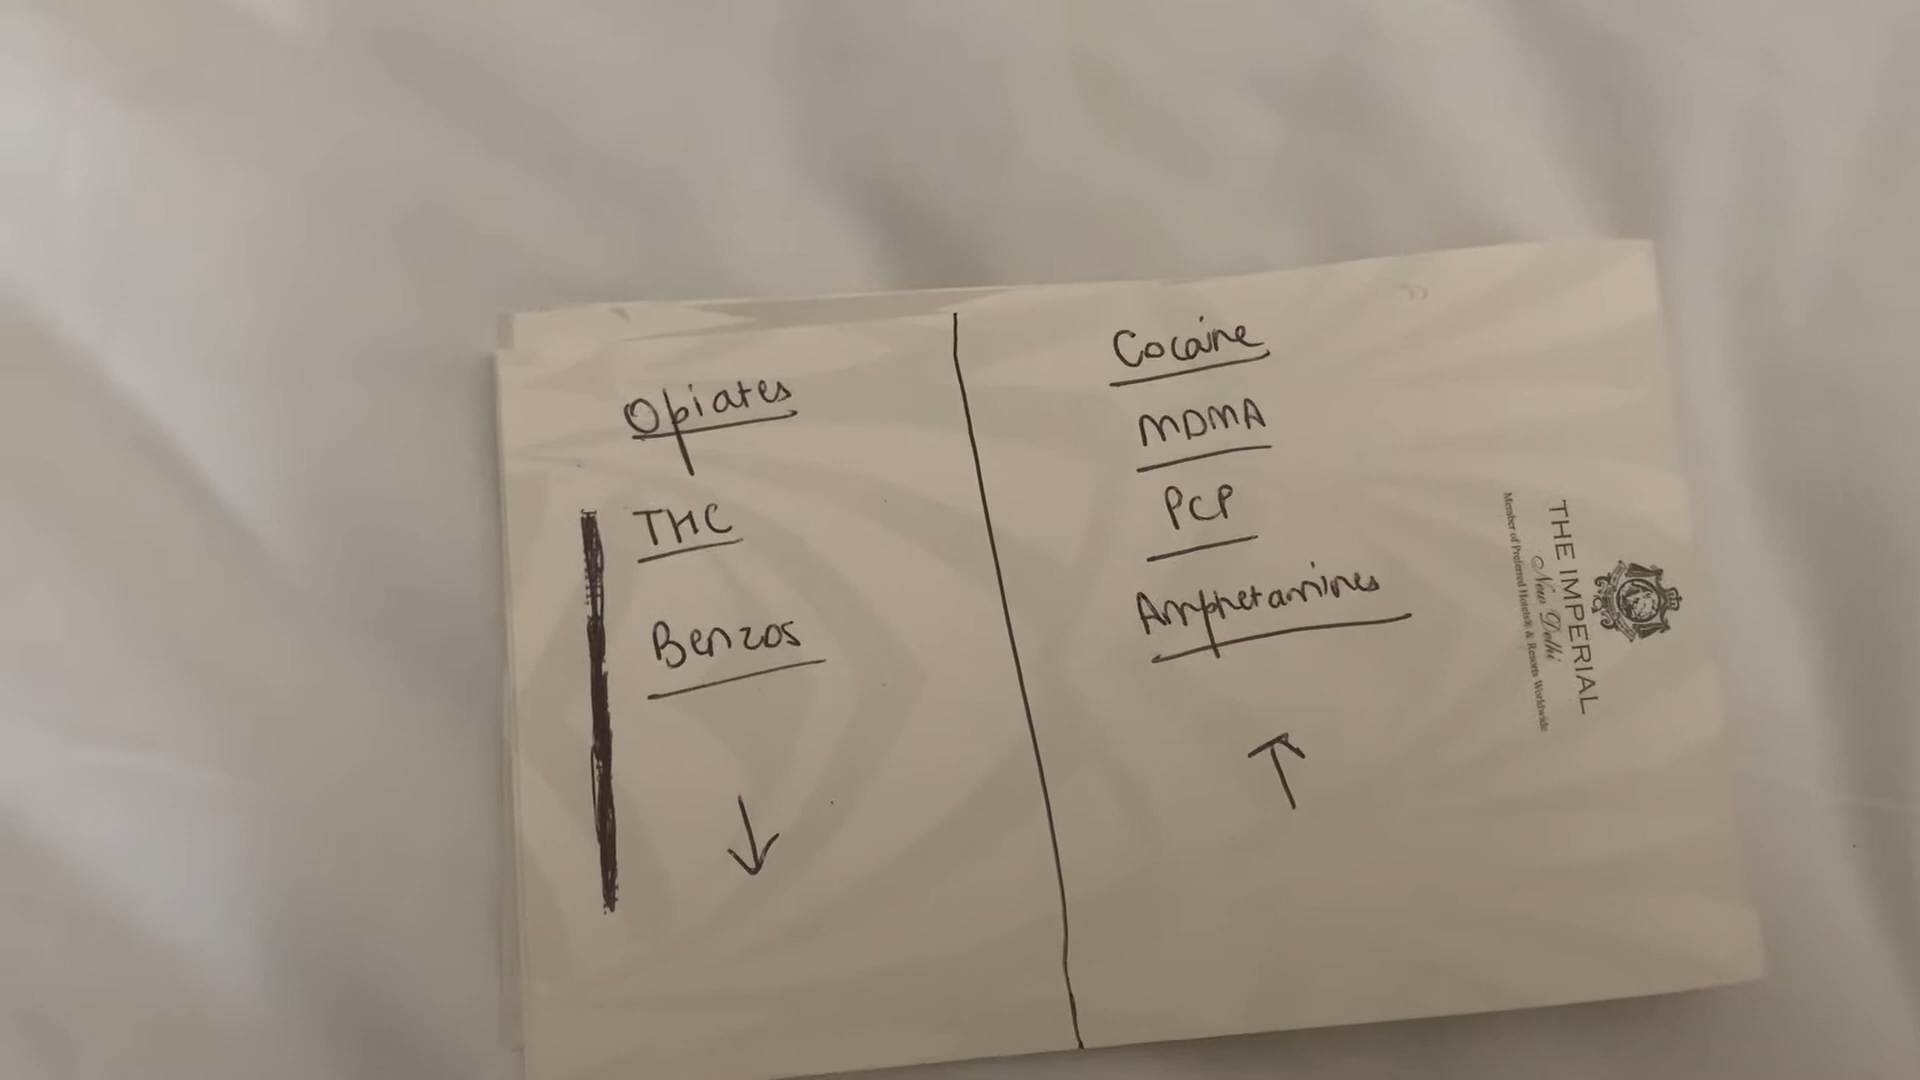 Opiates
THC
Benzos
↓
Cocaine
MDMA
PCP
Amphetamines
↑
THE IMPERIAL
New Delhi
Member of Preferred Hotels® & Resorts Worldwide